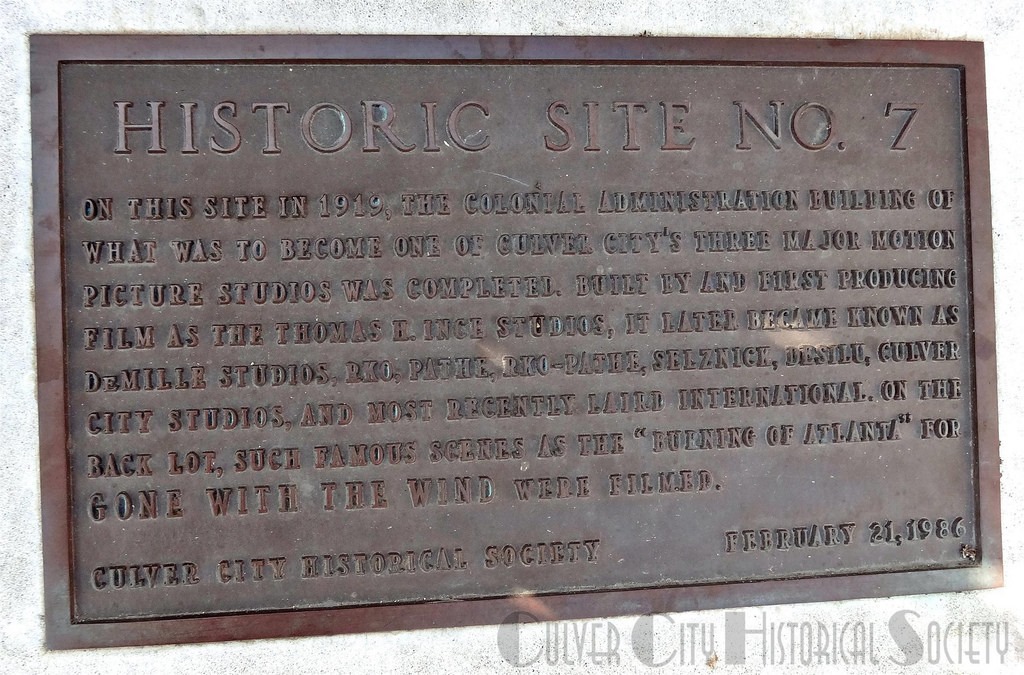 HISTORIC SITE NO. 7
ON THIS SITE IN 1919, THE COLONIAL ADMINISTRATION BUILDING OF
WHAT WAS TO BECOME ONE OF CULVER CITY'S THREE MAJOR MOTION
PICTURE STUDIOS WAS COMPLETED. BUILT BY AND FIRST PRODUCING
FILM AS THE THOMAS H. INCE STUDIOS, IT LATER BECAME KNOWN AS
DEMILLE STUDIOS, RKO, PATHE, RKO-PATHE, SELZNICK, DESILU, CULVER
CITY STUDIOS, AND MOST RECENTLY LAIRD INTERNATIONAL. ON THE
BACK LOT, SUCH FAMOUS SCENES AS THE "BURNING OF ATLANTA" FOR
GONE WITH THE WIND WERE FILMED.
CULVER CITY HISTORICAL SOCIETY FEBRUARY 21, 1986
CULVER CITY HISTORICAL SOCIETY